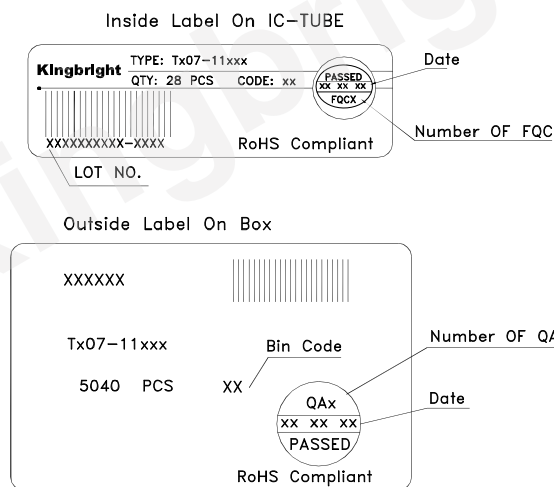 Inside Label On IC-TUBE
Kingbright TYPE: Tx07-11xxx
QTY: 28 PCS CODE: xx
PASSED
xx xx xx
FQCX
Date
Number OF FQC
XXXXXXXXXX-XXXX
RoHS Compliant
LOT NO.
Outside Label On Box
XXXXXX
Tx07-11xxx
Bin Code
Number OF QA
5040 PCS
XX
QAx
Date
XX XX XX
PASSED
RoHS Compliant